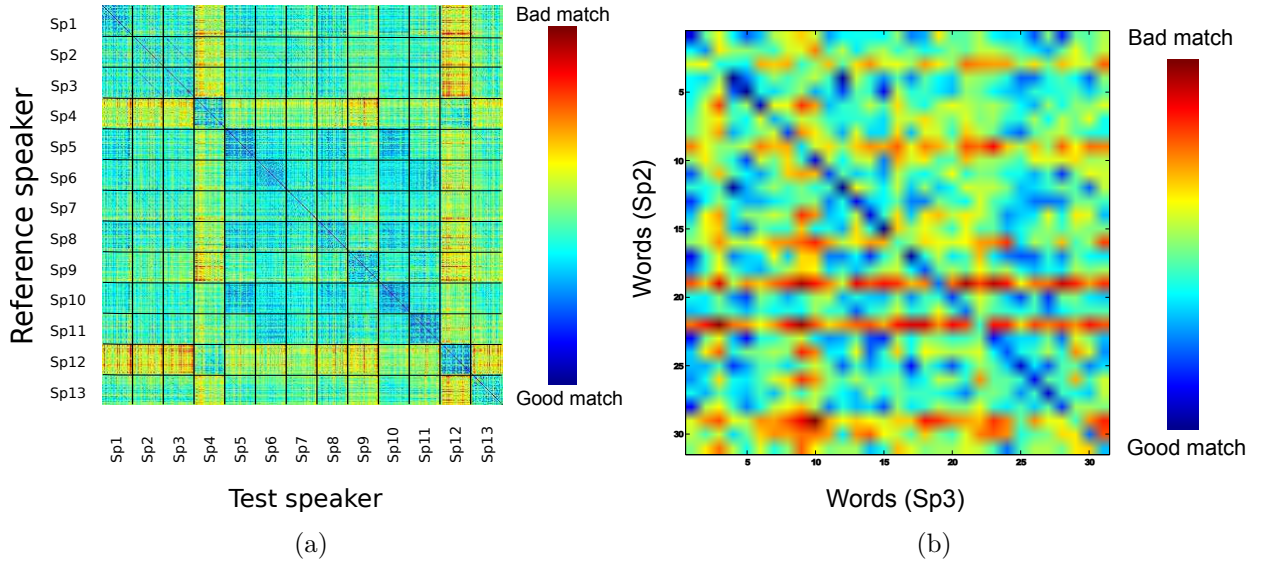 Bad match
Sp1
Sp2
Sp3
Sp4
Sp5
Sp6
Sp7
Sp8
Sp9
Sp10
Sp11
Sp12
Sp13
Reference speaker
Good match
Sp1 Sp2 Sp3 Sp4 Sp5 Sp6 Sp7 Sp8 Sp9 Sp10 Sp11 Sp12 Sp13
Test speaker
(a)
Bad match
5
10
15
20
25
30
Words (Sp2)
5 10 15 20 25 30
Good match
Words (Sp3)
(b)